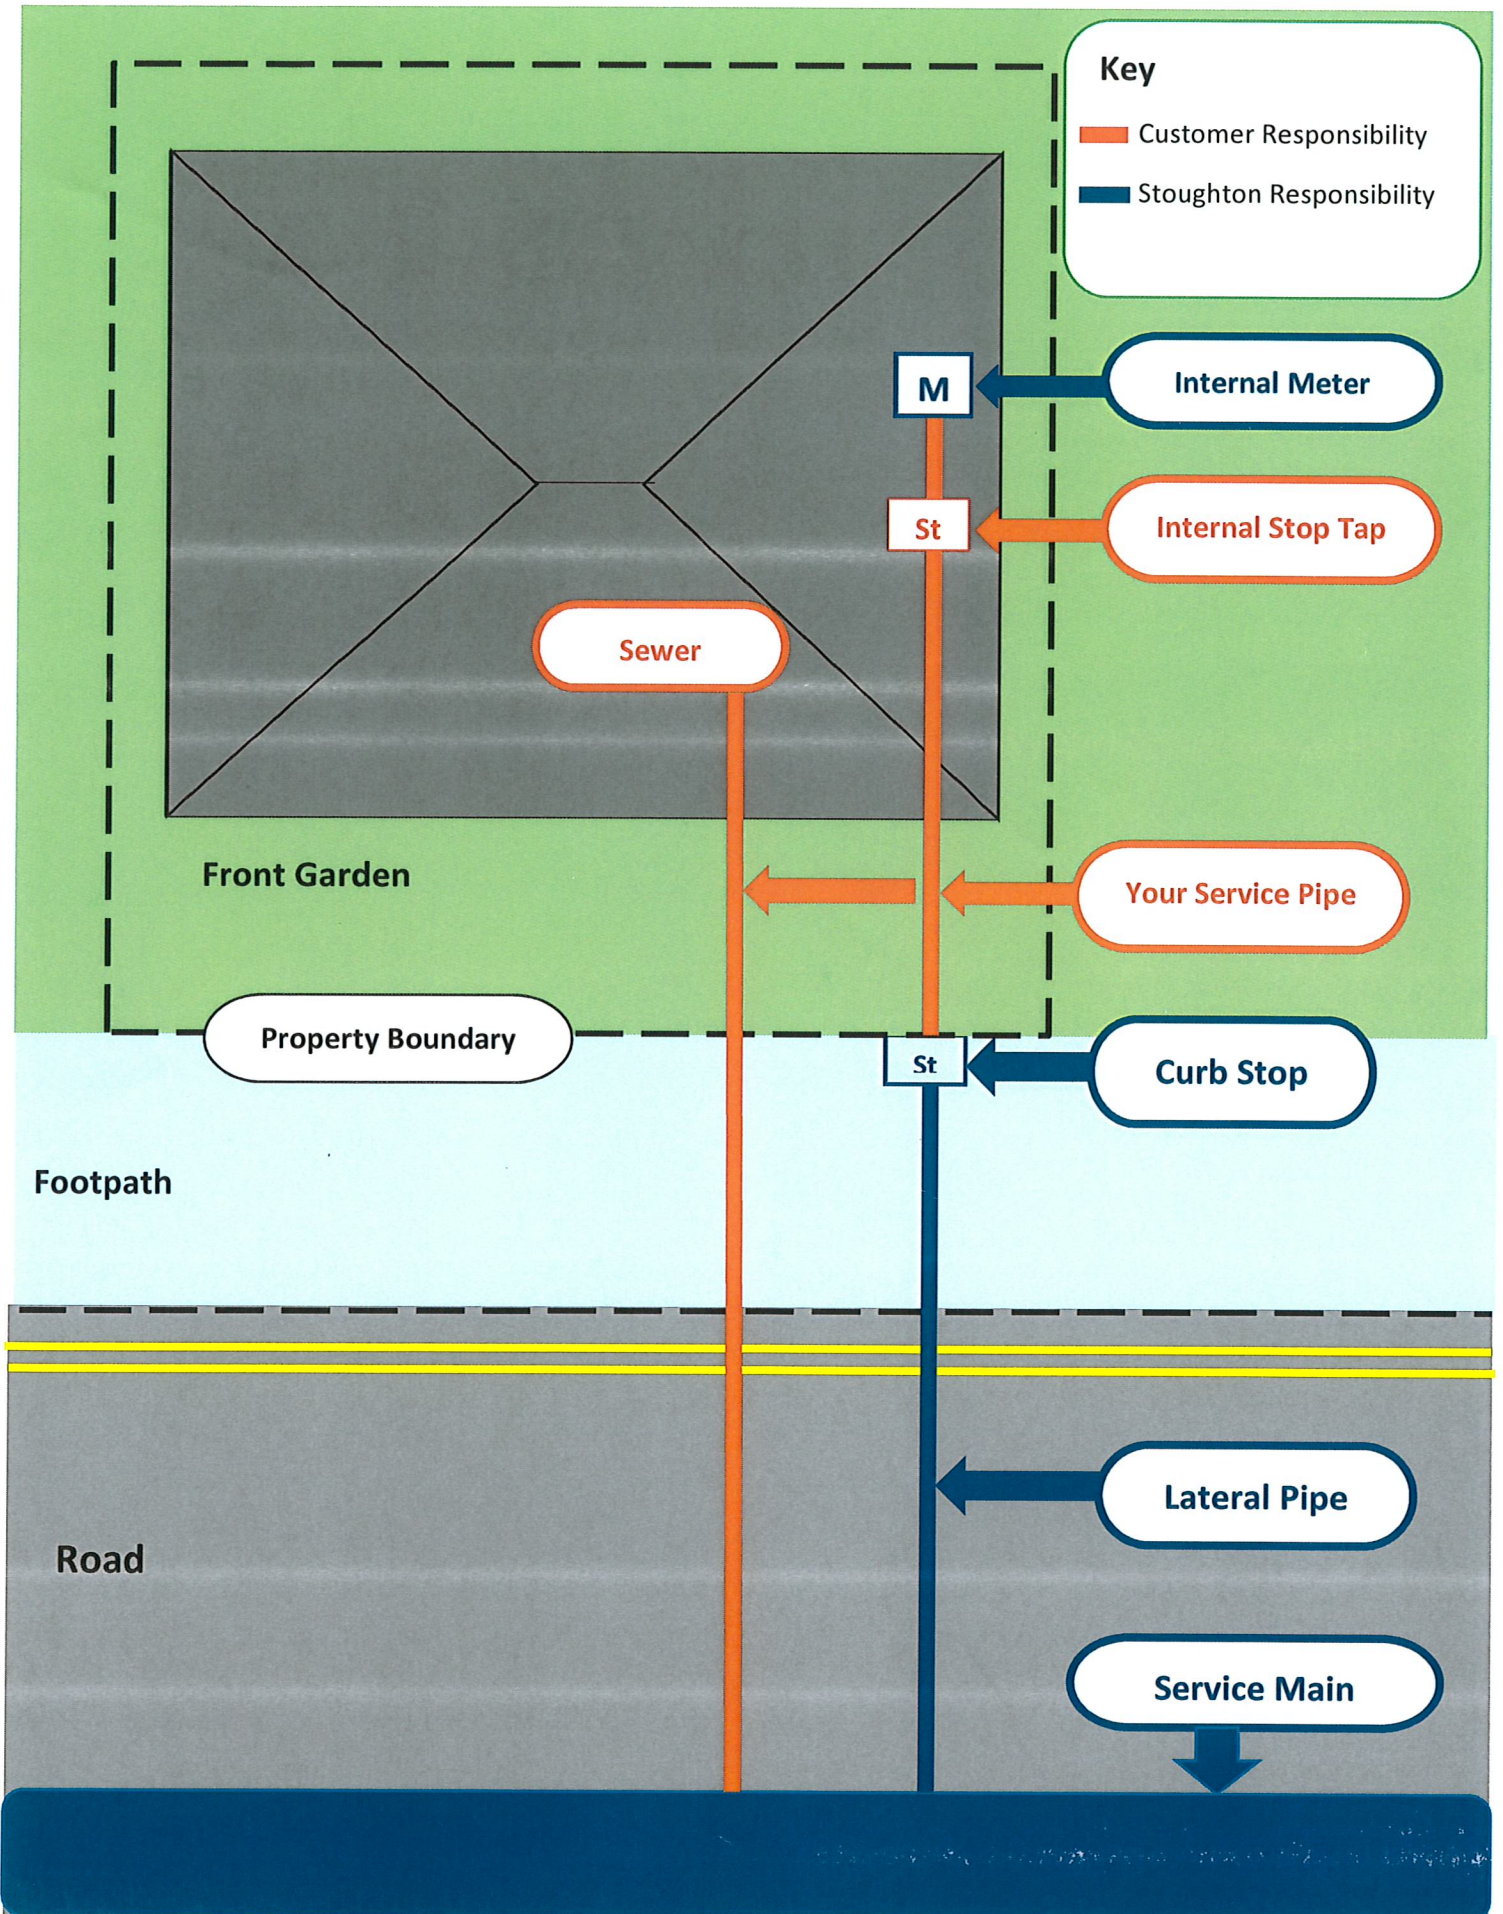 Key
Customer Responsibility
Stoughton Responsibility
M
Internal Meter
St
Internal Stop Tap
Sewer
Front Garden
Your Service Pipe
Property Boundary
St
Curb Stop
Footpath
Lateral Pipe
Road
Service Main